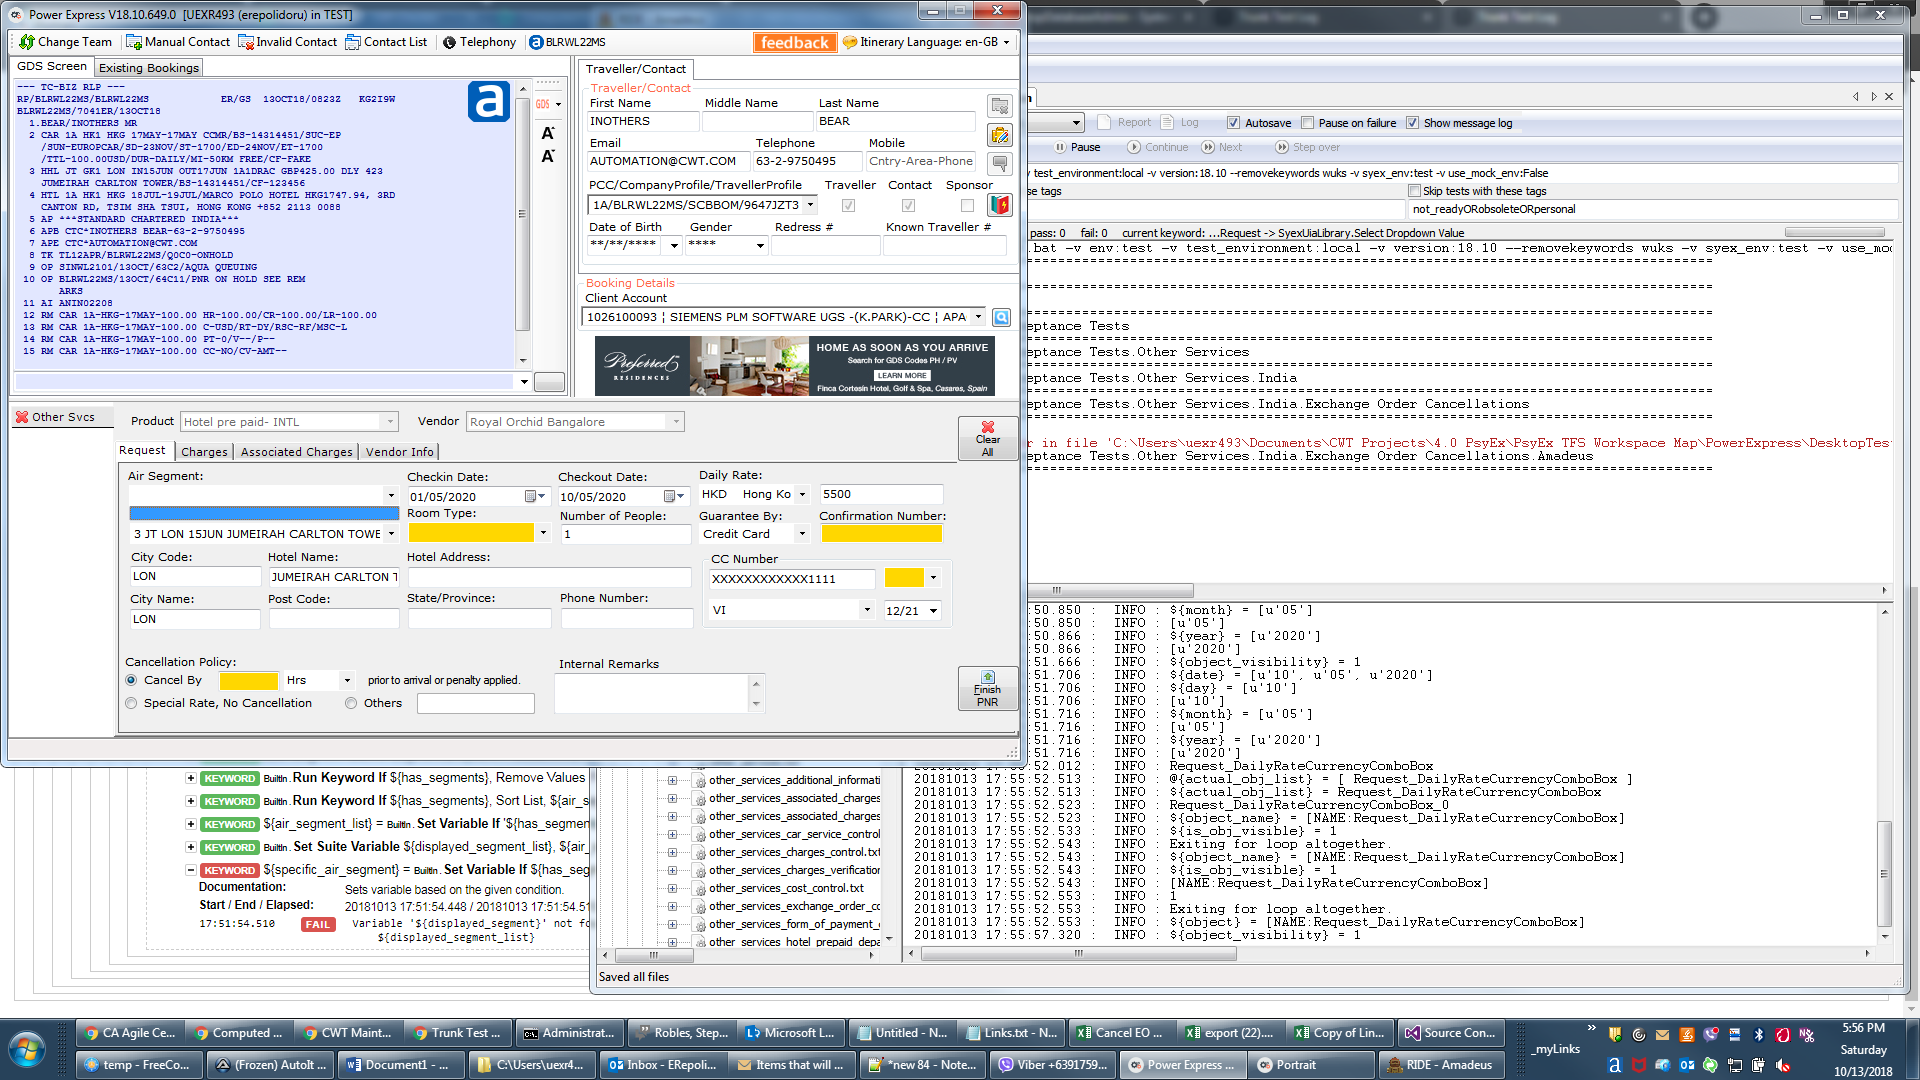 Power Express V18.10.649.0 [UEXR493 (erepolidoru) in TEST]
Change Team
Manual Contact
Invalid Contact
Contact List
Telephony
BLRWL22MS
feedback
Itinerary Language: en-GB
GDS Screen
Existing Bookings
--- TC-BIZ RLP ---
RP/BLRWL22MS/BLRWL22MS ER/GS 13OCT18/0823Z KG2I9W
BLRWL22MS/7041ER/13OCT18
1.BEAR/INOTHERS MR
2 CAR 1A HK1 HKG 17MAY-17MAY CCMR/BS-14314451/SUC-EP
/SUN-EUROPCAR/SD-23NOV/ST-1700/ED-24NOV/ET-1700
/TTL-100.00USD/DUR-DAILY/MI-50KM FREE/CF-FAKE
3 HHL JT GK1 LON IN15JUN OUT17JUN 1A1DRAC GBP425.00 DLY 423
JUMEIRAH CARLTON TOWER/BS-14314451/CF-123456
4 HTL 1A HK1 HKG 18JUL-19JUL/MARCO POLO HOTEL HKG1747.94, 3RD
CANTON RD, TSIM SHA TSUI, HONG KONG +852 2113 0088
5 AP ***STANDARD CHARTERED INDIA***
6 APB CTC*INOTHERS BEAR-63-2-9750495
7 APE CTC*AUTOMATION@CWT.COM
8 TK TL12APR/BLRWL22MS/Q0C0-ONHOLD
9 OP SINWL2101/13OCT/63C2/AQUA QUEUING
10 OP BLRWL22MS/13OCT/64C11/PNR ON HOLD SEE REM
ARKS
11 AI ANIN02208
12 RM CAR 1A-HKG-17MAY-100.00 HR-100.00/CR-100.00/LR-100.00
13 RM CAR 1A-HKG-17MAY-100.00 C-USD/RT-DY/RSC-RF/MSC-L
14 RM CAR 1A-HKG-17MAY-100.00 PT-0/V--/P--
15 RM CAR 1A-HKG-17MAY-100.00 CC-NO/CV-AMT--
a
GDS
A
A
Traveller/Contact
Traveller/Contact
First Name Middle Name Last Name
INOTHERS BEAR
Email Telephone Mobile
AUTOMATION@CWT.COM 63-2-9750495 Cntry-Area-Phone
PCC/CompanyProfile/TravellerProfile Traveller Contact Sponsor
1A/BLRWL22MS/SCBBOM/9647JZT3
Date of Birth Gender Redress # Known Traveller #
**/**/**** ****
Booking Details
Client Account
1026100093 ¦ SIEMENS PLM SOFTWARE UGS -(K.PARK)-CC ¦ APA
Preferred
RESIDENCES
HOME AS SOON AS YOU ARRIVE
Search for GDS Codes PH / PV
LEARN MORE
Finca Cortesin Hotel, Golf & Spa, Casares, Spain
Other Svcs
Product Hotel pre paid- INTL Vendor Royal Orchid Bangalore
Clear
All
Request Charges Associated Charges Vendor Info
Air Segment: Checkin Date: Checkout Date: Daily Rate:
01/05/2020 10/05/2020 HKD Hong Ko 5500
Room Type: Number of People: Guarantee By: Confirmation Number:
3 JT LON 15JUN JUMEIRAH CARLTON TOWE 1 Credit Card
City Code: Hotel Name: Hotel Address: CC Number
LON JUMEIRAH CARLTON T XXXXXXXXXXXX1111
City Name: Post Code: State/Province: Phone Number:
LON VI 12/21
Cancellation Policy: Internal Remarks
Cancel By Hrs prior to arrival or penalty applied.
Special Rate, No Cancellation Others
Finish
PNR
Report Log Autosave Pause on failure Show message log
Pause Continue Next Step over
v test_environment:local -v version:18.10 --removekeywords wuks -v syex_env:test -v use_mock_env:False
se tags Skip tests with these tags
not_readyORobsoleteORpersonal
pass: 0 fail: 0 current keyword: ...Request -> SyexUiaLibrary.Select Dropdown Value
.bat -v env:test -v test_environment:local -v version:18.10 --removekeywords wuks -v syex_env:test -v use_mo
eptance Tests
eptance Tests.Other Services
eptance Tests.Other Services.India
eptance Tests.Other Services.India.Exchange Order Cancellations
r in file 'C:\Users\uexr493\Documents\CWT Projects\4.0 PsyEx\PsyEx TFS Workspace Map\PowerExpress\DesktopTes
eptance Tests.Other Services.India.Exchange Order Cancellations.Amadeus
:50.850 : INFO : ${month} = [u'05']
:50.850 : INFO : [u'05']
:50.866 : INFO : ${year} = [u'2020']
:50.866 : INFO : [u'2020']
:51.666 : INFO : ${object_visibility} = 1
:51.706 : INFO : ${date} = [u'10', u'05', u'2020']
:51.706 : INFO : ${day} = [u'10']
:51.706 : INFO : [u'10']
:51.716 : INFO : ${month} = [u'05']
:51.716 : INFO : [u'05']
:51.716 : INFO : ${year} = [u'2020']
:51.716 : INFO : [u'2020']
20181013 17:55:52.012 : INFO : Request_DailyRateCurrencyComboBox
20181013 17:55:52.513 : INFO : @{actual_obj_list} = [ Request_DailyRateCurrencyComboBox ]
20181013 17:55:52.513 : INFO : ${actual_obj_list} = Request_DailyRateCurrencyComboBox
20181013 17:55:52.523 : INFO : Request_DailyRateCurrencyComboBox_0
20181013 17:55:52.523 : INFO : ${object_name} = [NAME:Request_DailyRateCurrencyComboBox]
20181013 17:55:52.533 : INFO : ${is_obj_visible} = 1
20181013 17:55:52.543 : INFO : Exiting for loop altogether.
20181013 17:55:52.543 : INFO : ${object_name} = [NAME:Request_DailyRateCurrencyComboBox]
20181013 17:55:52.543 : INFO : ${is_obj_visible} = 1
20181013 17:55:52.543 : INFO : [NAME:Request_DailyRateCurrencyComboBox]
20181013 17:55:52.553 : INFO : 1
20181013 17:55:52.553 : INFO : Exiting for loop altogether.
20181013 17:55:52.553 : INFO : ${object} = [NAME:Request_DailyRateCurrencyComboBox]
20181013 17:55:57.320 : INFO : ${object_visibility} = 1
KEYWORD BuiltIn.Run Keyword If ${has_segments}, Remove Values
KEYWORD BuiltIn.Run Keyword If ${has_segments}, Sort List, ${air_s
KEYWORD ${air_segment_list} = BuiltIn.Set Variable If '${has_segmen
KEYWORD BuiltIn.Set Suite Variable ${displayed_segment_list}, ${air_
KEYWORD ${specific_air_segment} = BuiltIn.Set Variable If ${has_seg
Documentation: Sets variable based on the given condition.
Start / End / Elapsed: 20181013 17:51:54.448 / 20181013 17:51:54.51
17:51:54.510 FAIL Variable '${displayed_segment}' not fo
${displayed_segment_list}
other_services_additional_informati
other_services_associated_charges
other_services_associated_charges
other_services_car_service_control
other_services_charges_control.txt
other_services_charges_verification
other_services_cost_control.txt
other_services_exchange_order_co
other_services_form_of_payment_
other_services_hotel_prepaid_depa
Saved all files
CA Agile Ce...
Computed ...
CWT Maint...
Trunk Test ...
Administrat...
Robles, Step...
Microsoft L...
Untitled - N...
Links.txt - N...
Cancel EO ...
export (22)....
Copy of Lin...
Source Con...
temp - FreeCo...
(Frozen) AutoIt ...
Document1 - ...
C:\Users\uexr4...
Inbox - ERepoli...
Items that will ...
*new 84 - Note...
Viber +6391759...
Power Express ...
Portrait
RIDE - Amadeus
_myLinks
5:56 PM
Saturday
10/13/2018